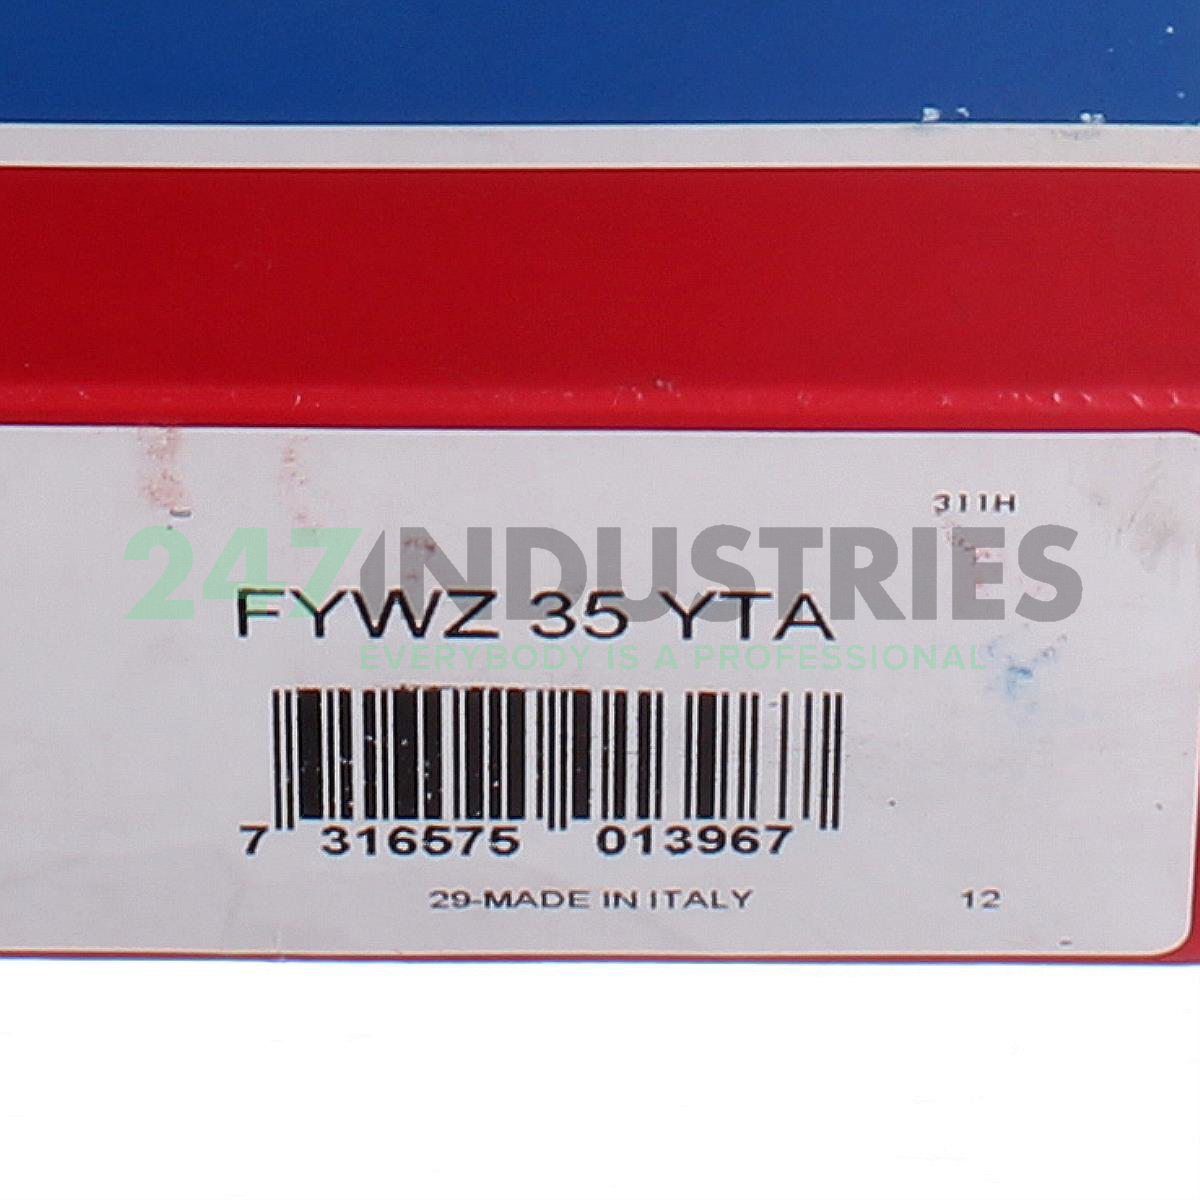 311H
247INDUSTRIES
FYWZ 35 YTA
EVERYBODY IS A PROFESSIONAL
7 316575 013967
29-MADE IN ITALY 12